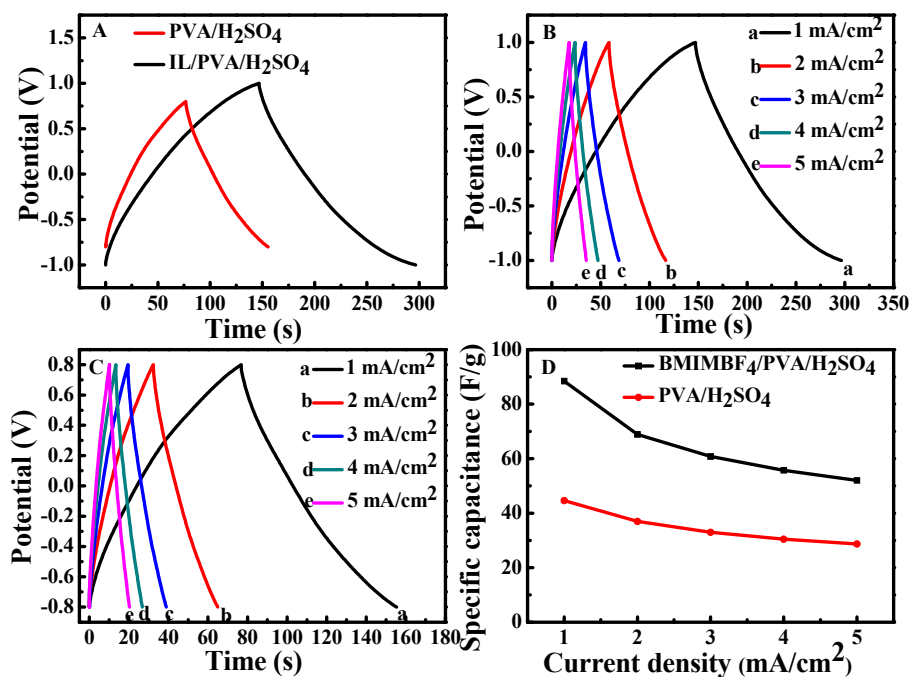 A
PVA/H₂SO₄
IL/PVA/H₂SO₄
1.5
1.0
0.5
0.0
-0.5
-1.0
Potential (V)
0 50 100 150 200 250 300
Time (s)
B
a 1 mA/cm²
b 2 mA/cm²
c 3 mA/cm²
d 4 mA/cm²
e 5 mA/cm²
1.0
0.5
0.0
-0.5
-1.0
Potential (V)
e d c b a
0 50 100 150 200 250 300 350
Time (s)
C
a 1 mA/cm²
b 2 mA/cm²
c 3 mA/cm²
d 4 mA/cm²
e 5 mA/cm²
0.8
0.6
0.4
0.2
0.0
-0.2
-0.4
-0.6
-0.8
Potential (V)
e d c b a
0 20 40 60 80 100 120 140 160 180
Time (s)
D
BMIMBF₄/PVA/H₂SO₄
PVA/H₂SO₄
100
80
60
40
20
0
Specific capacitance (F/g)
1 2 3 4 5
Current density (mA/cm²)